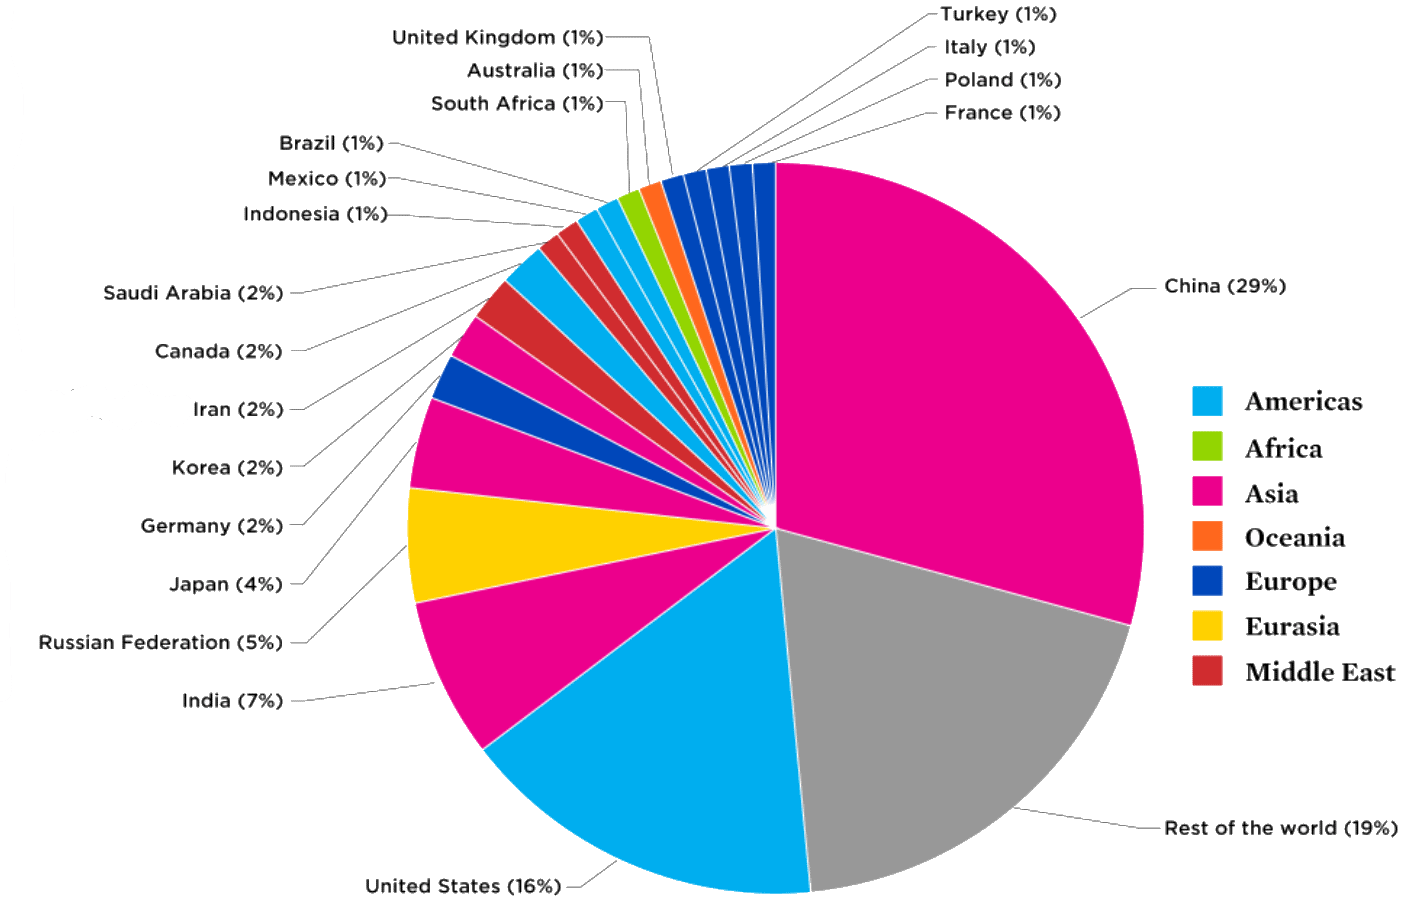 Turkey (1%)
United Kingdom (1%)
Italy (1%)
Australia (1%)
Poland (1%)
South Africa (1%)
France (1%)
Brazil (1%)
Mexico (1%)
Indonesia (1%)
Saudi Arabia (2%)
China (29%)
Canada (2%)
Iran (2%)
Korea (2%)
Germany (2%)
Japan (4%)
Russian Federation (5%)
India (7%)
Americas
Africa
Asia
Oceania
Europe
Eurasia
Middle East
Rest of the world (19%)
United States (16%)